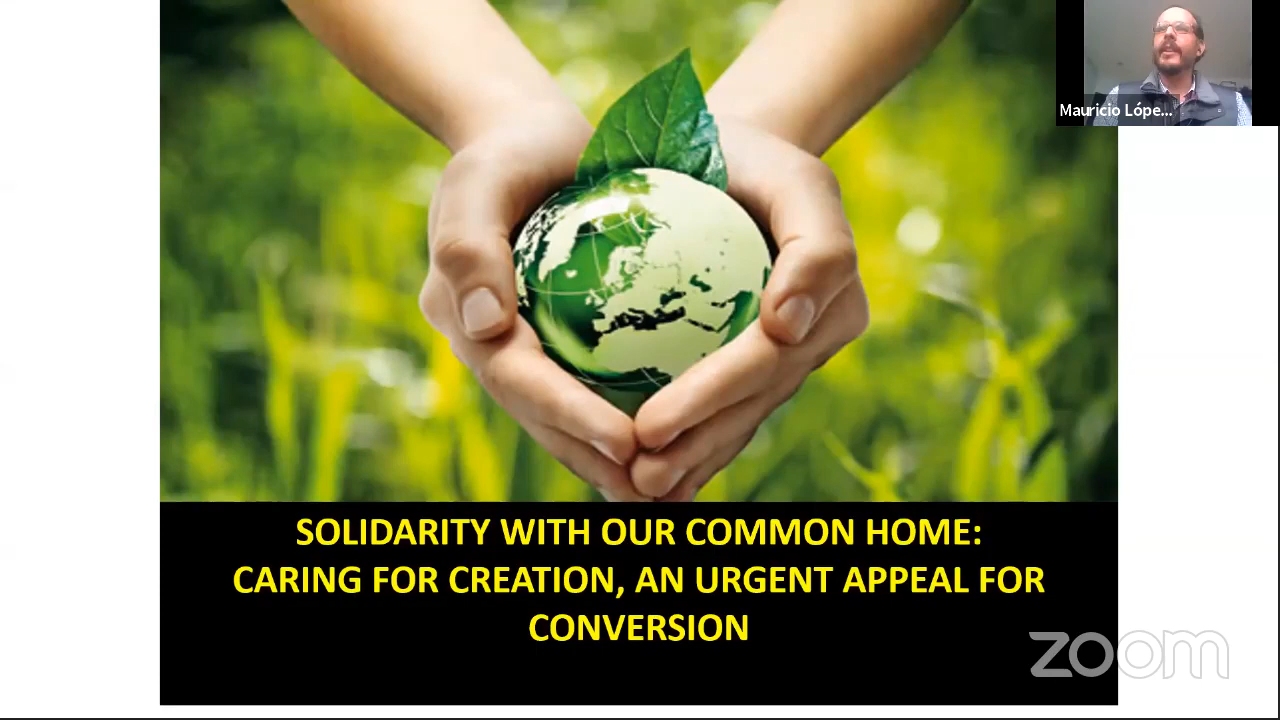 Mauricio Lópe...
SOLIDARITY WITH OUR COMMON HOME:
CARING FOR CREATION, AN URGENT APPEAL FOR
CONVERSION
zoom